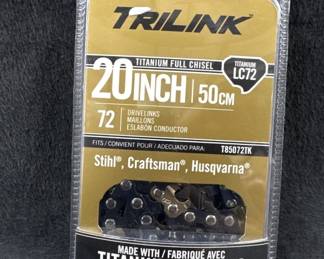 TRILINK
TITANIUM FULL CHISEL
TITANIUM
LC72
20INCH | 50CM
72
DRIVELINKS
MAILLONS
ESLABÓN CONDUCTOR
FITS / CONVIENT POUR / ADECUADO PARA:
T85072TK
Stihl®, Craftsman®, Husqvarna®
MADE WITH / FABRIQUÉ AVEC